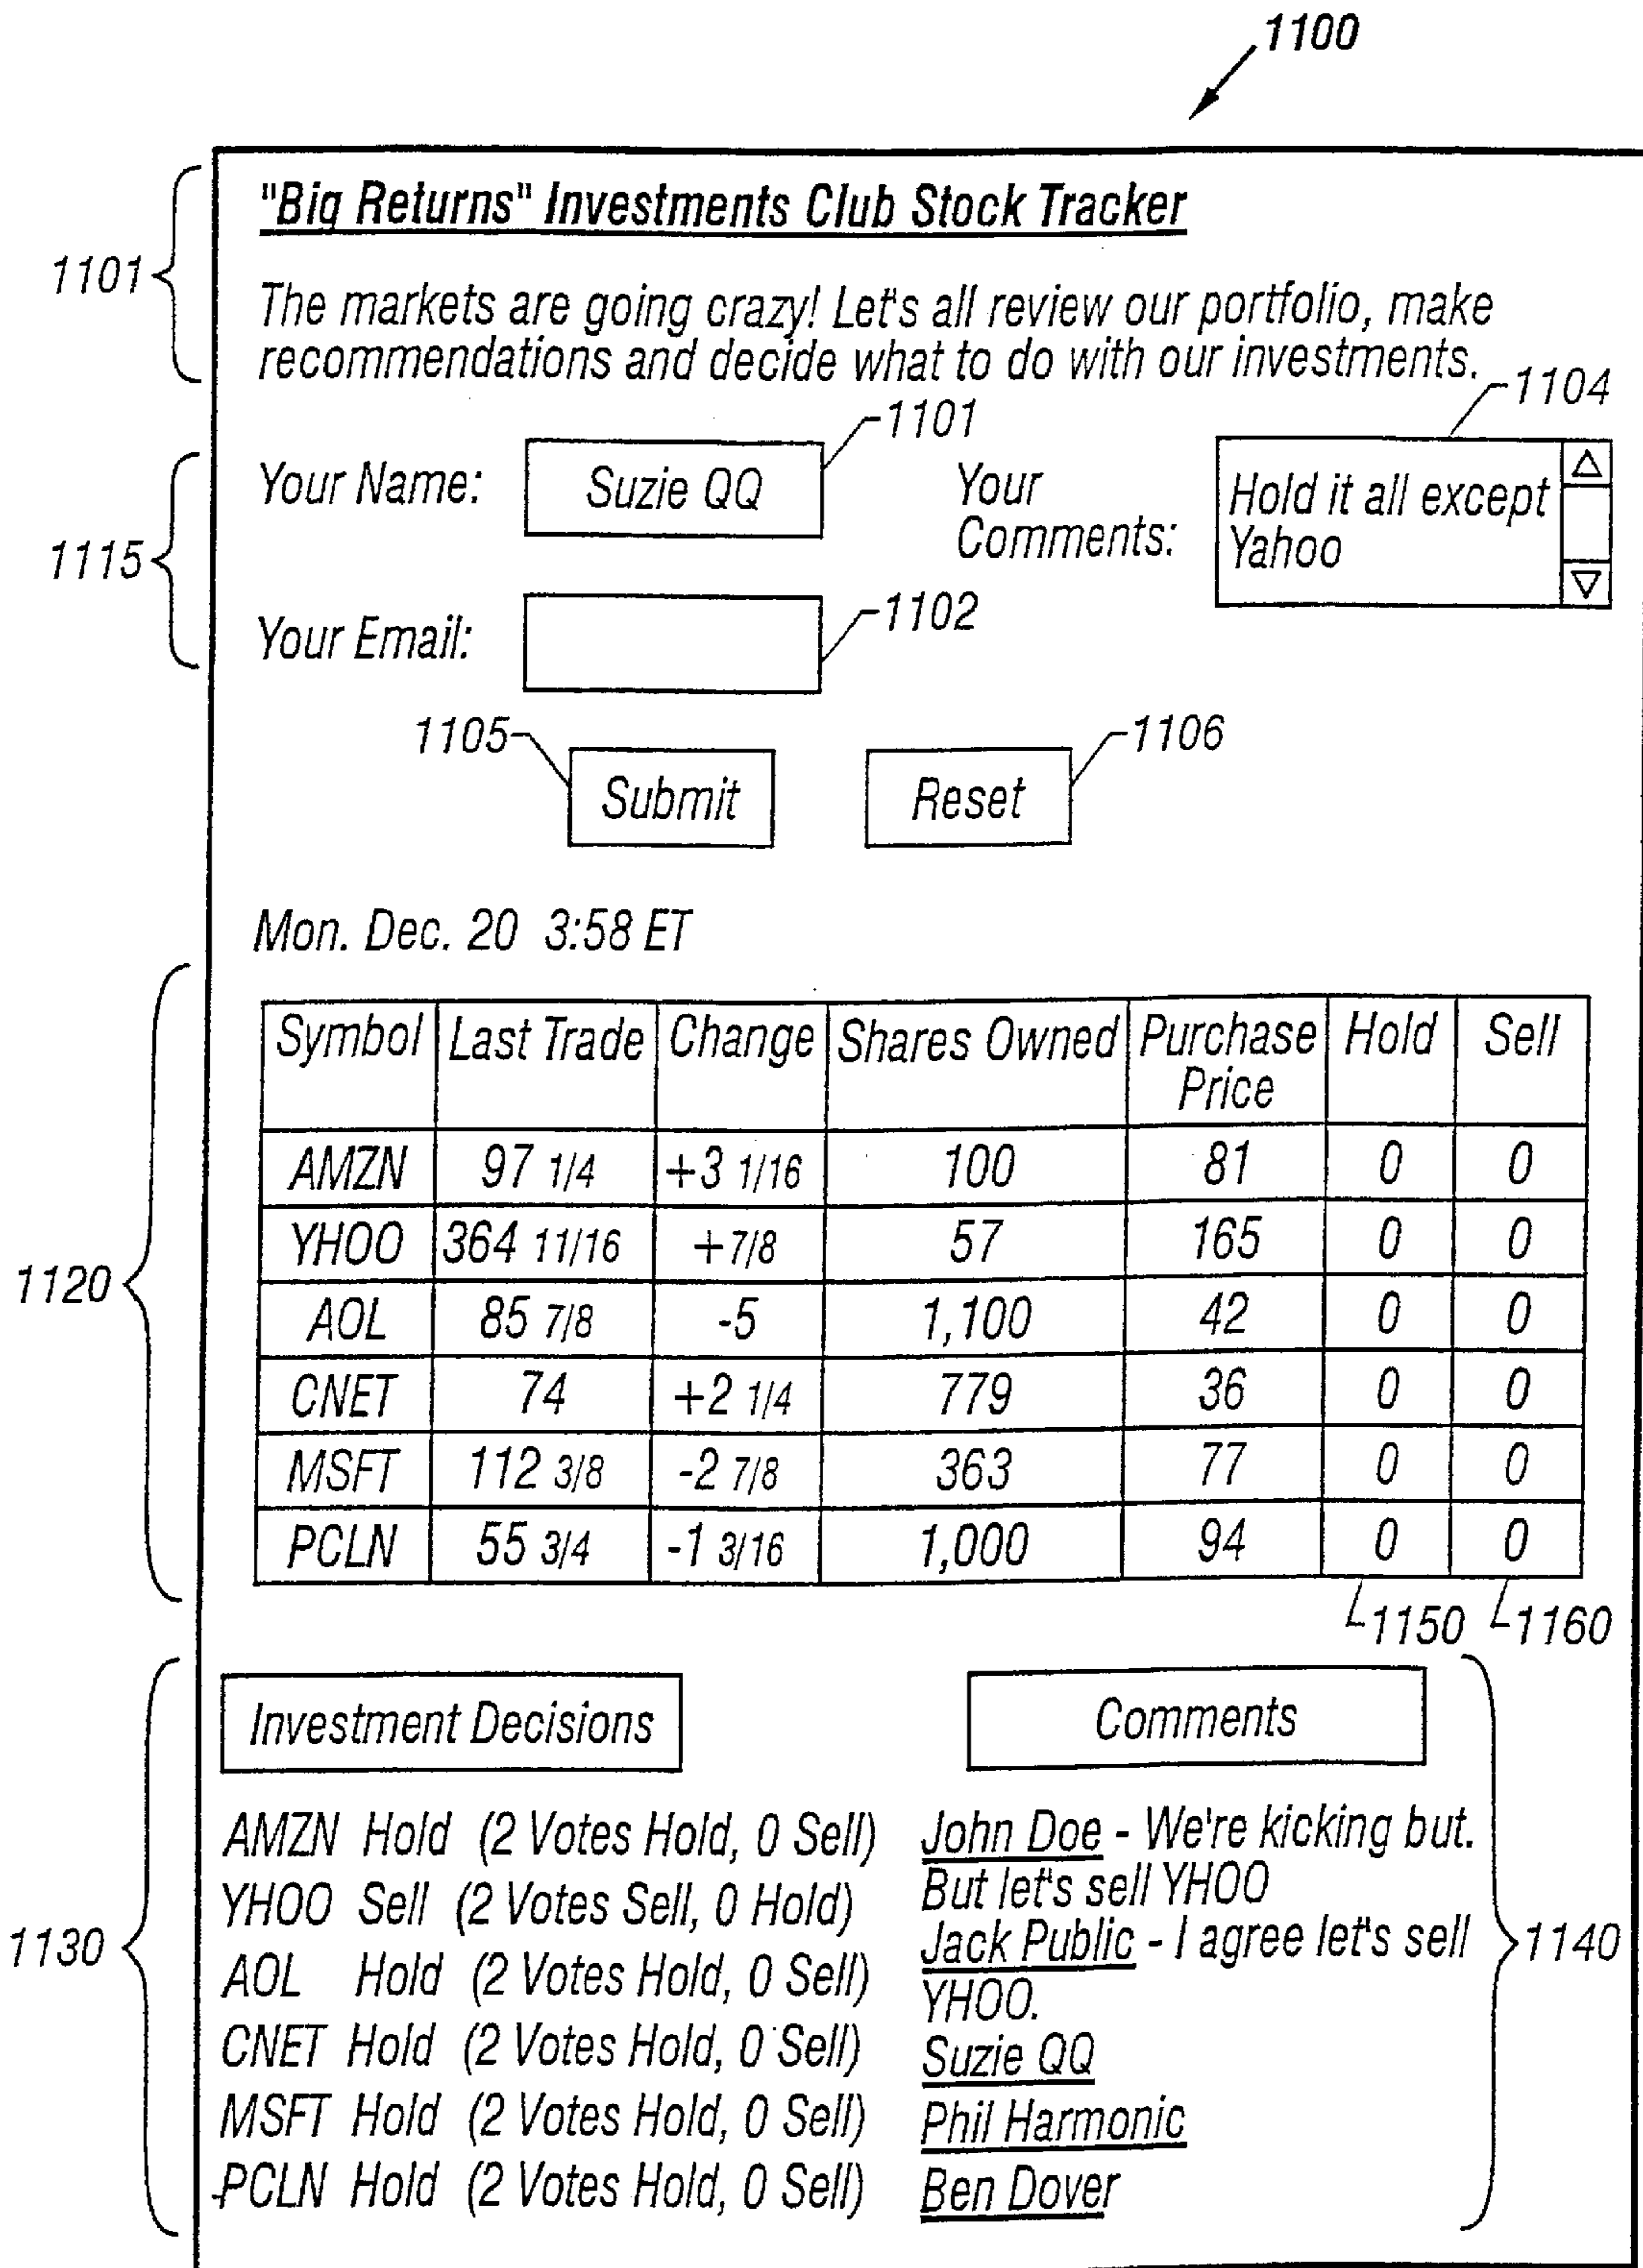 1100
"Big Returns" Investments Club Stock Tracker
1101
The markets are going crazy! Let's all review our portfolio, make
recommendations and decide what to do with our investments.
1104
1101
1115
Your Name:
Suzie QQ
Your
Comments:
Hold it all except
Yahoo
Your Email:
1102
1105
1106
Submit
Reset
Mon. Dec. 20 3:58 ET
1120
Symbol Last Trade Change Shares Owned Purchase Price Hold Sell
AMZN 97 1/4 +3 1/16 100 81 0 0
YHOO 364 11/16 +7/8 57 165 0 0
AOL 85 7/8 -5 1,100 42 0 0
CNET 74 +2 1/4 779 36 0 0
MSFT 112 3/8 -2 7/8 363 77 0 0
PCLN 55 3/4 -1 3/16 1,000 94 0 0
1150 1160
1130
Investment Decisions
AMZN Hold (2 Votes Hold, 0 Sell)
YHOO Sell (2 Votes Sell, 0 Hold)
AOL Hold (2 Votes Hold, 0 Sell)
CNET Hold (2 Votes Hold, 0 Sell)
MSFT Hold (2 Votes Hold, 0 Sell)
PCLN Hold (2 Votes Hold, 0 Sell)
Comments
John Doe - We're kicking but.
But let's sell YHOO
Jack Public - I agree let's sell
YHOO.
Suzie QQ
Phil Harmonic
Ben Dover
1140